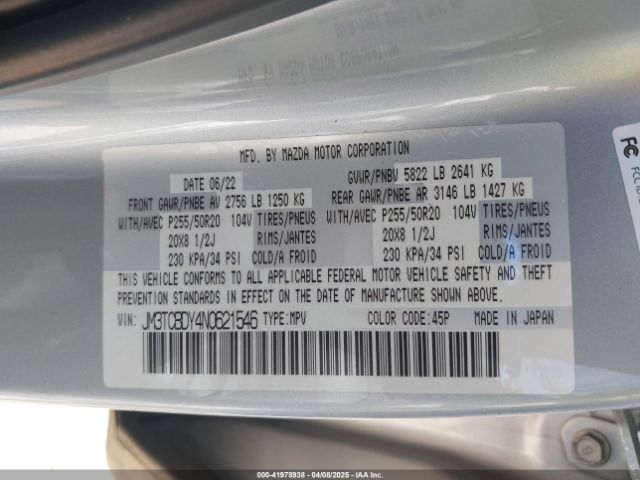 MFD. BY MAZDA MOTOR CORPORATION
DATE 06/22 GVWR/PNBV 5822 LB 2641 KG
FRONT GAWR/PNBE AV 2756 LB 1250 KG REAR GAWR/PNBE AR 3146 LB 1427 KG
WITH/AVEC P255/50R20 104V TIRES/PNEUS WITH/AVEC P255/50R20 104V TIRES/PNEUS
20X8 1/2J RIMS/JANTES 20X8 1/2J RIMS/JANTES
230 KPA/34 PSI COLD/A FROID 230 KPA/34 PSI COLD/A FROID
THIS VEHICLE CONFORMS TO ALL APPLICABLE FEDERAL MOTOR VEHICLE SAFETY AND THEFT
PREVENTION STANDARDS IN EFFECT ON THE DATE OF MANUFACTURE SHOWN ABOVE.
VIN: JM3TCBDY4N0621546 TYPE:MPV COLOR CODE:45P MADE IN JAPAN
FC
00-41978938 - 04/08/2025 - COPART.COM